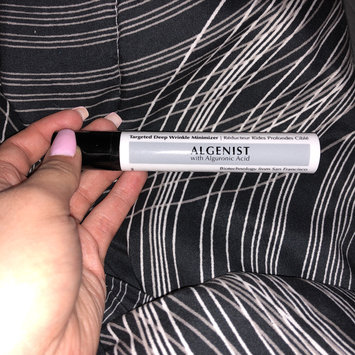 Targeted Deep Wrinkle Minimizer | Réducteur Rides Profondes Ciblé
ALGENIST
with Alguronic Acid
Biotechnology from San Francisco